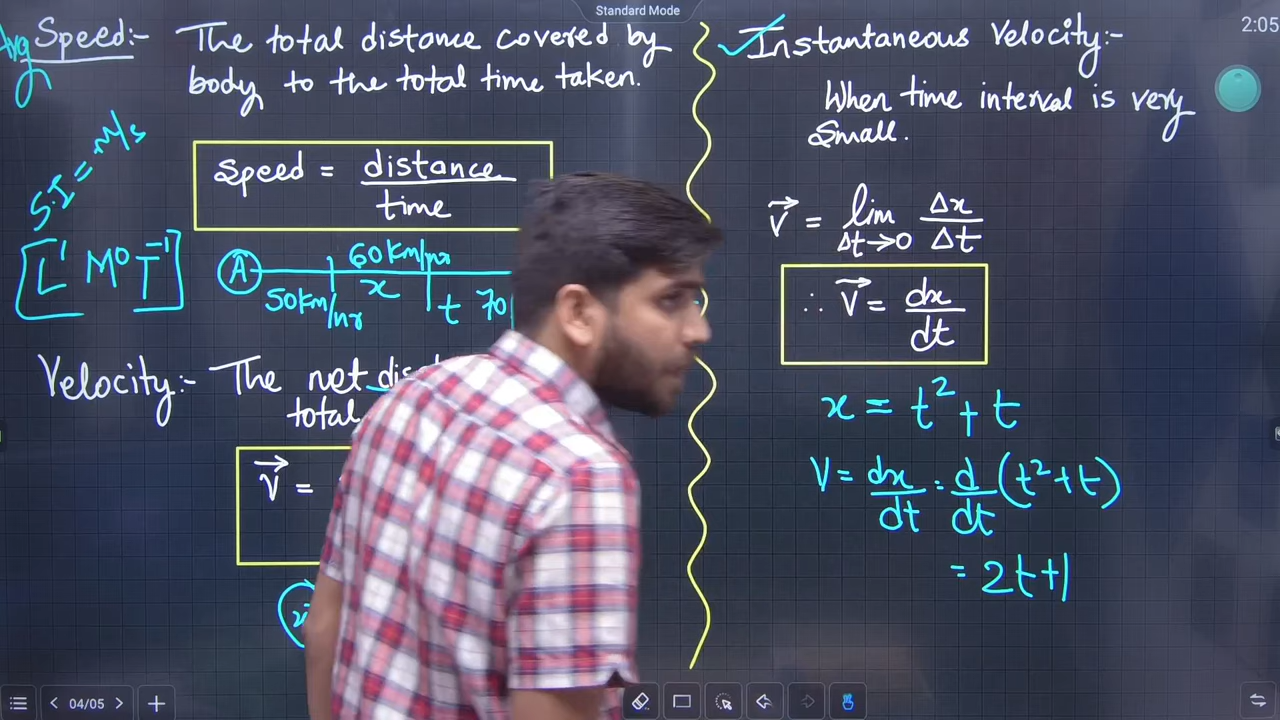 Standard Mode
2:05
Avg Speed:- The total distance covered by
body to the total time taken.
S.I = m/s
Speed = distance / time
[L¹ M⁰ T⁻¹]
A 60 km/hr
50 km/hr x t 70
Velocity:- The net
total
v⃗ =
Instantaneous Velocity:-
When time interval is very
Small.
v⃗ = lim Δt→0 Δx/Δt
∴ v⃗ = dx/dt
x = t² + t
V = dx/dt = d/dt (t² + t)
= 2t+1
04/05